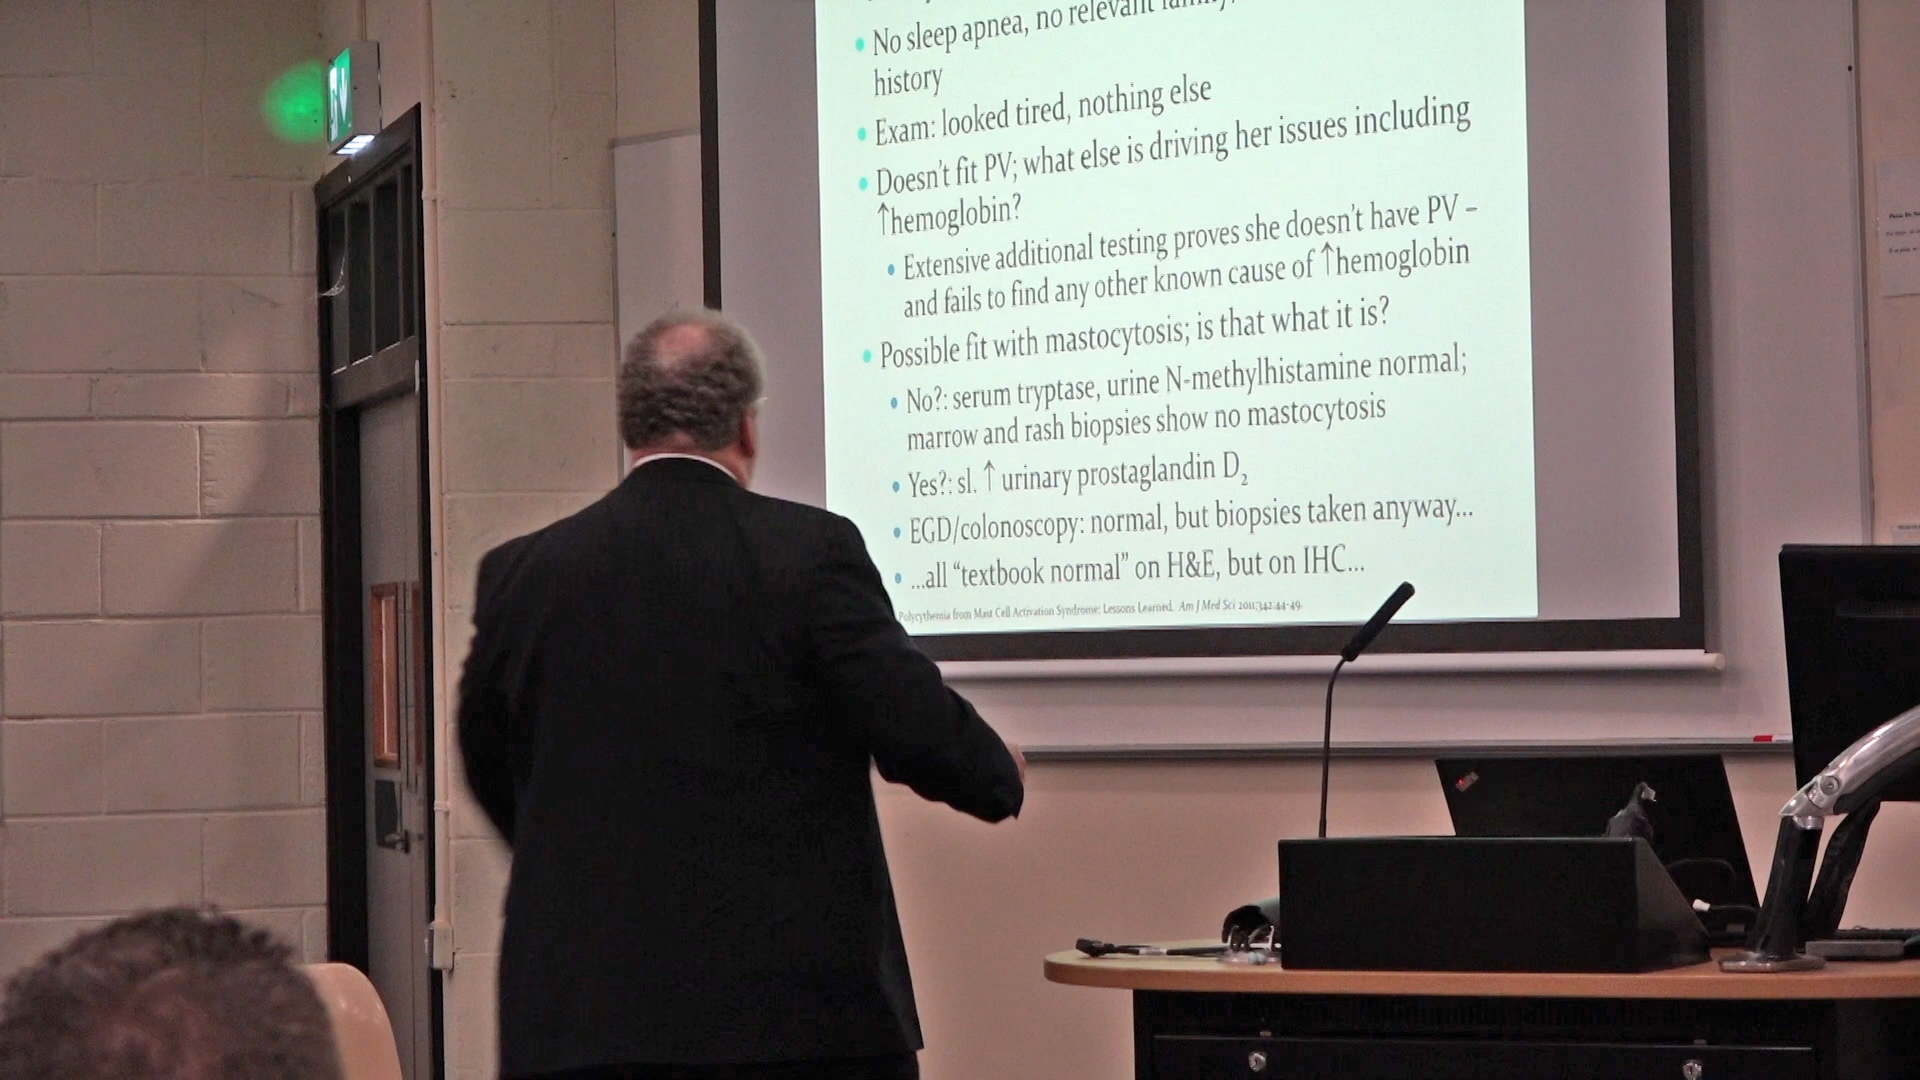 • No sleep apnea, no relevant family
history
• Exam: looked tired, nothing else
• Doesn't fit PV; what else is driving her issues including
↑hemoglobin?
• Extensive additional testing proves she doesn't have PV –
and fails to find any other known cause of ↑hemoglobin
• Possible fit with mastocytosis; is that what it is?
• No?: serum tryptase, urine N-methylhistamine normal;
marrow and rash biopsies show no mastocytosis
• Yes?: sl. ↑ urinary prostaglandin D₂
• EGD/colonoscopy: normal, but biopsies taken anyway...
• ...all “textbook normal” on H&E, but on IHC...
Polycythemia from Mast Cell Activation Syndrome: Lessons Learned. Am J Med Sci 2011;342:44-49.